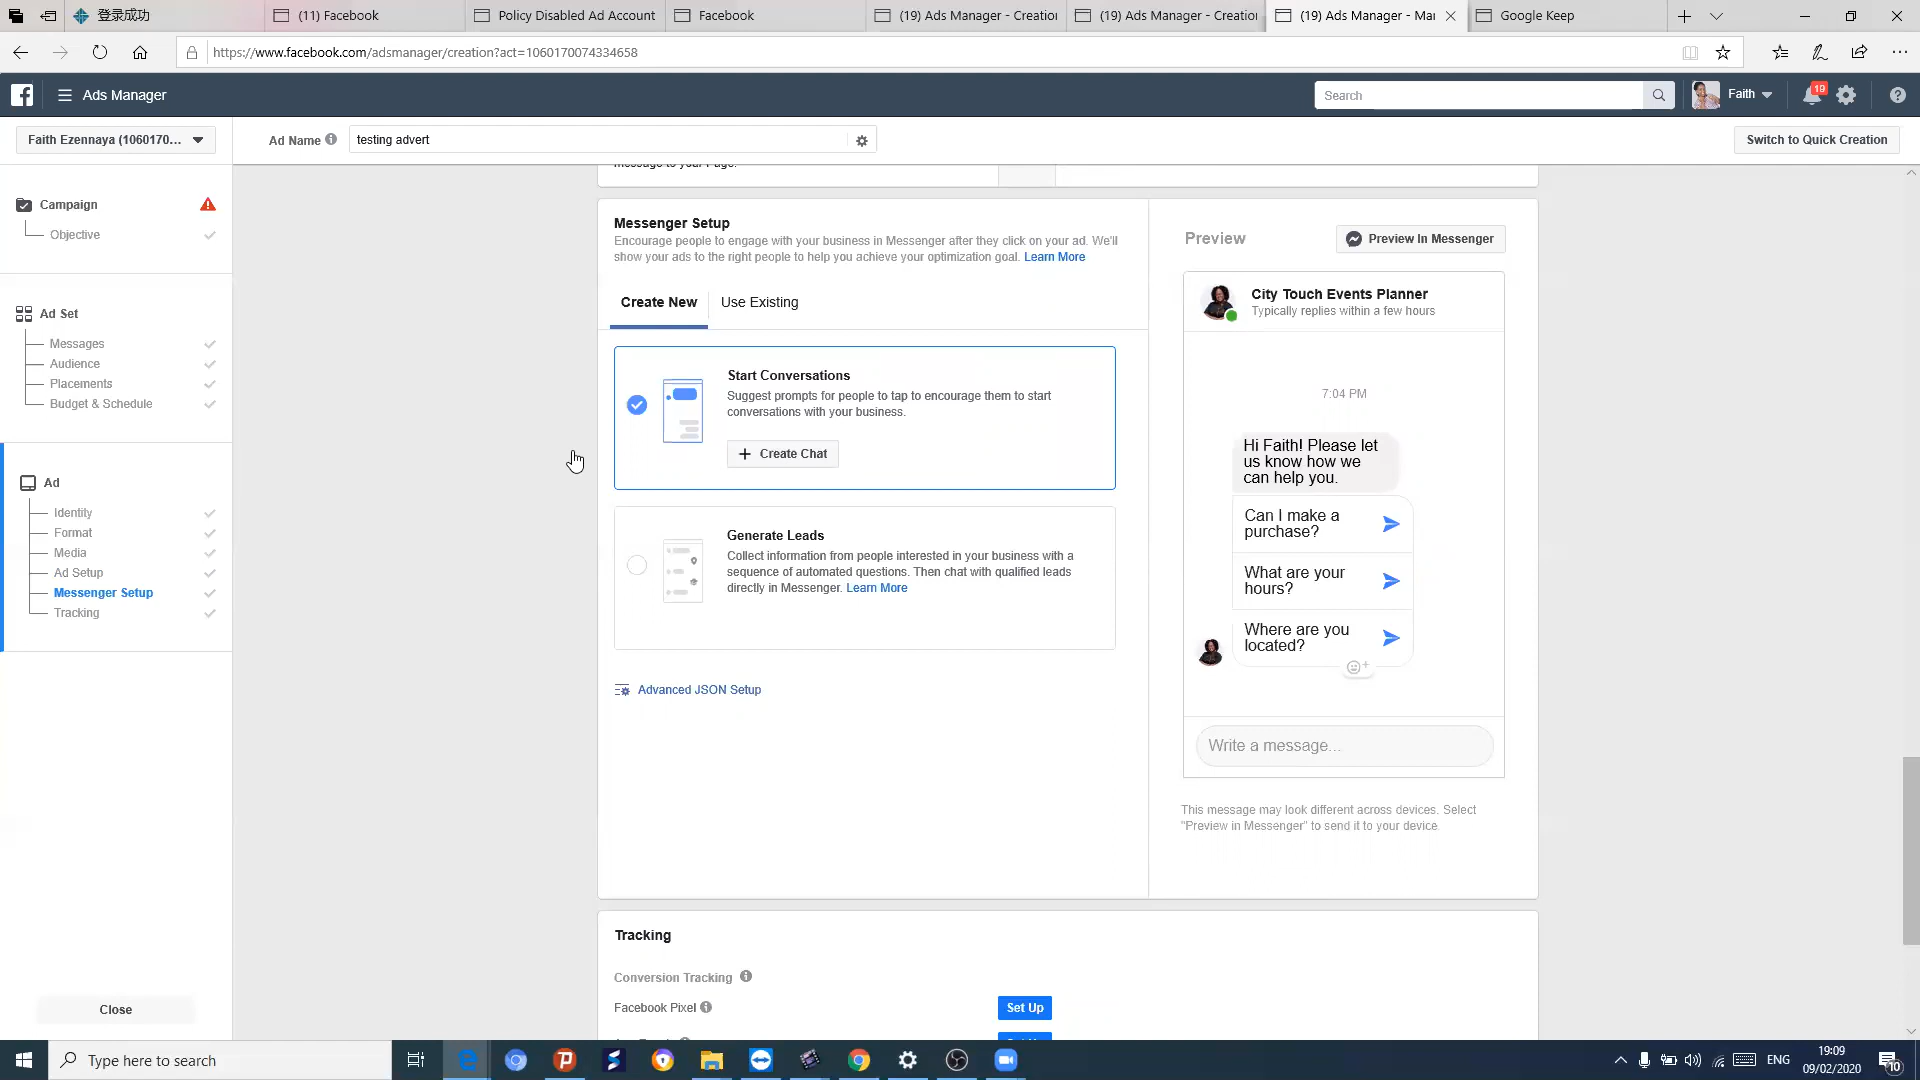 登录成功
(11) Facebook
Policy Disabled Ad Account
Facebook
(19) Ads Manager - Creation
(19) Ads Manager - Creation
(19) Ads Manager - Mar
Google Keep
https://www.facebook.com/adsmanager/creation?act=1060170074334658
Ads Manager
Search
Faith
19
Faith Ezennaya (1060170...
Ad Name
testing advert
Switch to Quick Creation
message to your Page.
Campaign
Objective
Ad Set
Messages
Audience
Placements
Budget & Schedule
Ad
Identity
Format
Media
Ad Setup
Messenger Setup
Tracking
Close
Messenger Setup
Encourage people to engage with your business in Messenger after they click on your ad. We'll
show your ads to the right people to help you achieve your optimization goal. Learn More
Create New
Use Existing
Start Conversations
Suggest prompts for people to tap to encourage them to start
conversations with your business.
+ Create Chat
Generate Leads
Collect information from people interested in your business with a
sequence of automated questions. Then chat with qualified leads
directly in Messenger. Learn More
Advanced JSON Setup
Preview
Preview In Messenger
City Touch Events Planner
Typically replies within a few hours
7:04 PM
Hi Faith! Please let
us know how we
can help you.
Can I make a
purchase?
What are your
hours?
Where are you
located?
Write a message...
This message may look different across devices. Select
"Preview in Messenger" to send it to your device
Tracking
Conversion Tracking
Facebook Pixel
Set Up
Type here to search
ENG
19:09
09/02/2020
10